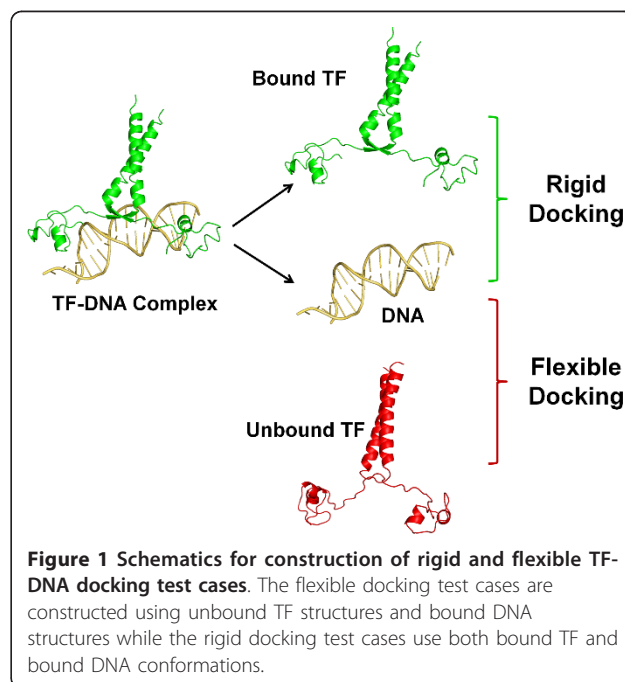 Bound TF
Rigid
Docking
TF-DNA Complex
DNA
Flexible
Docking
Unbound TF
Figure 1 Schematics for construction of rigid and flexible TF-
DNA docking test cases. The flexible docking test cases are
constructed using unbound TF structures and bound DNA
structures while the rigid docking test cases use both bound TF and
bound DNA conformations.